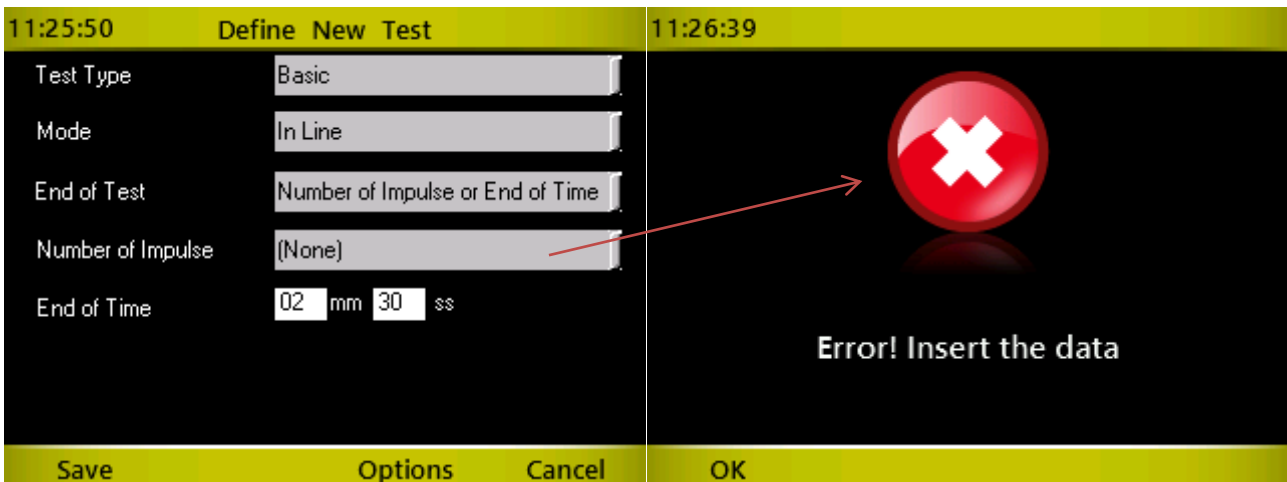 11:25:50 Define New Test
Test Type Basic
Mode In Line
End of Test Number of Impulse or End of Time
Number of Impulse (None)
End of Time 02 mm 30 ss
Save Options Cancel
11:26:39
Error! Insert the data
OK